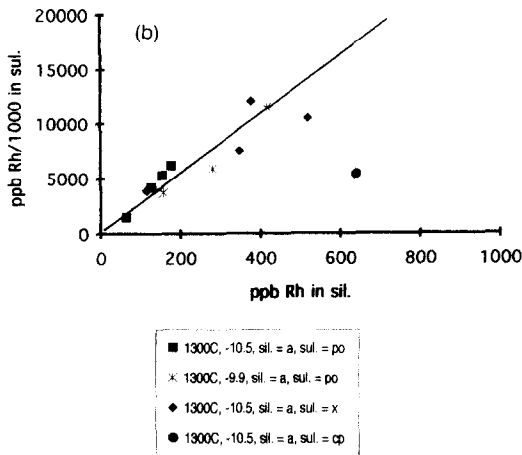 (b)
20000
15000
10000
5000
0
ppb Rh/1000 in sul.
0 200 400 600 800 1000
ppb Rh in sil.
1300C, -10.5, sil. = a, sul. = po
1300C, -9.9, sil. = a, sul. = po
1300C, -10.5, sil. = a, sul. = x
1300C, -10.5, sil. = a, sul. = cp